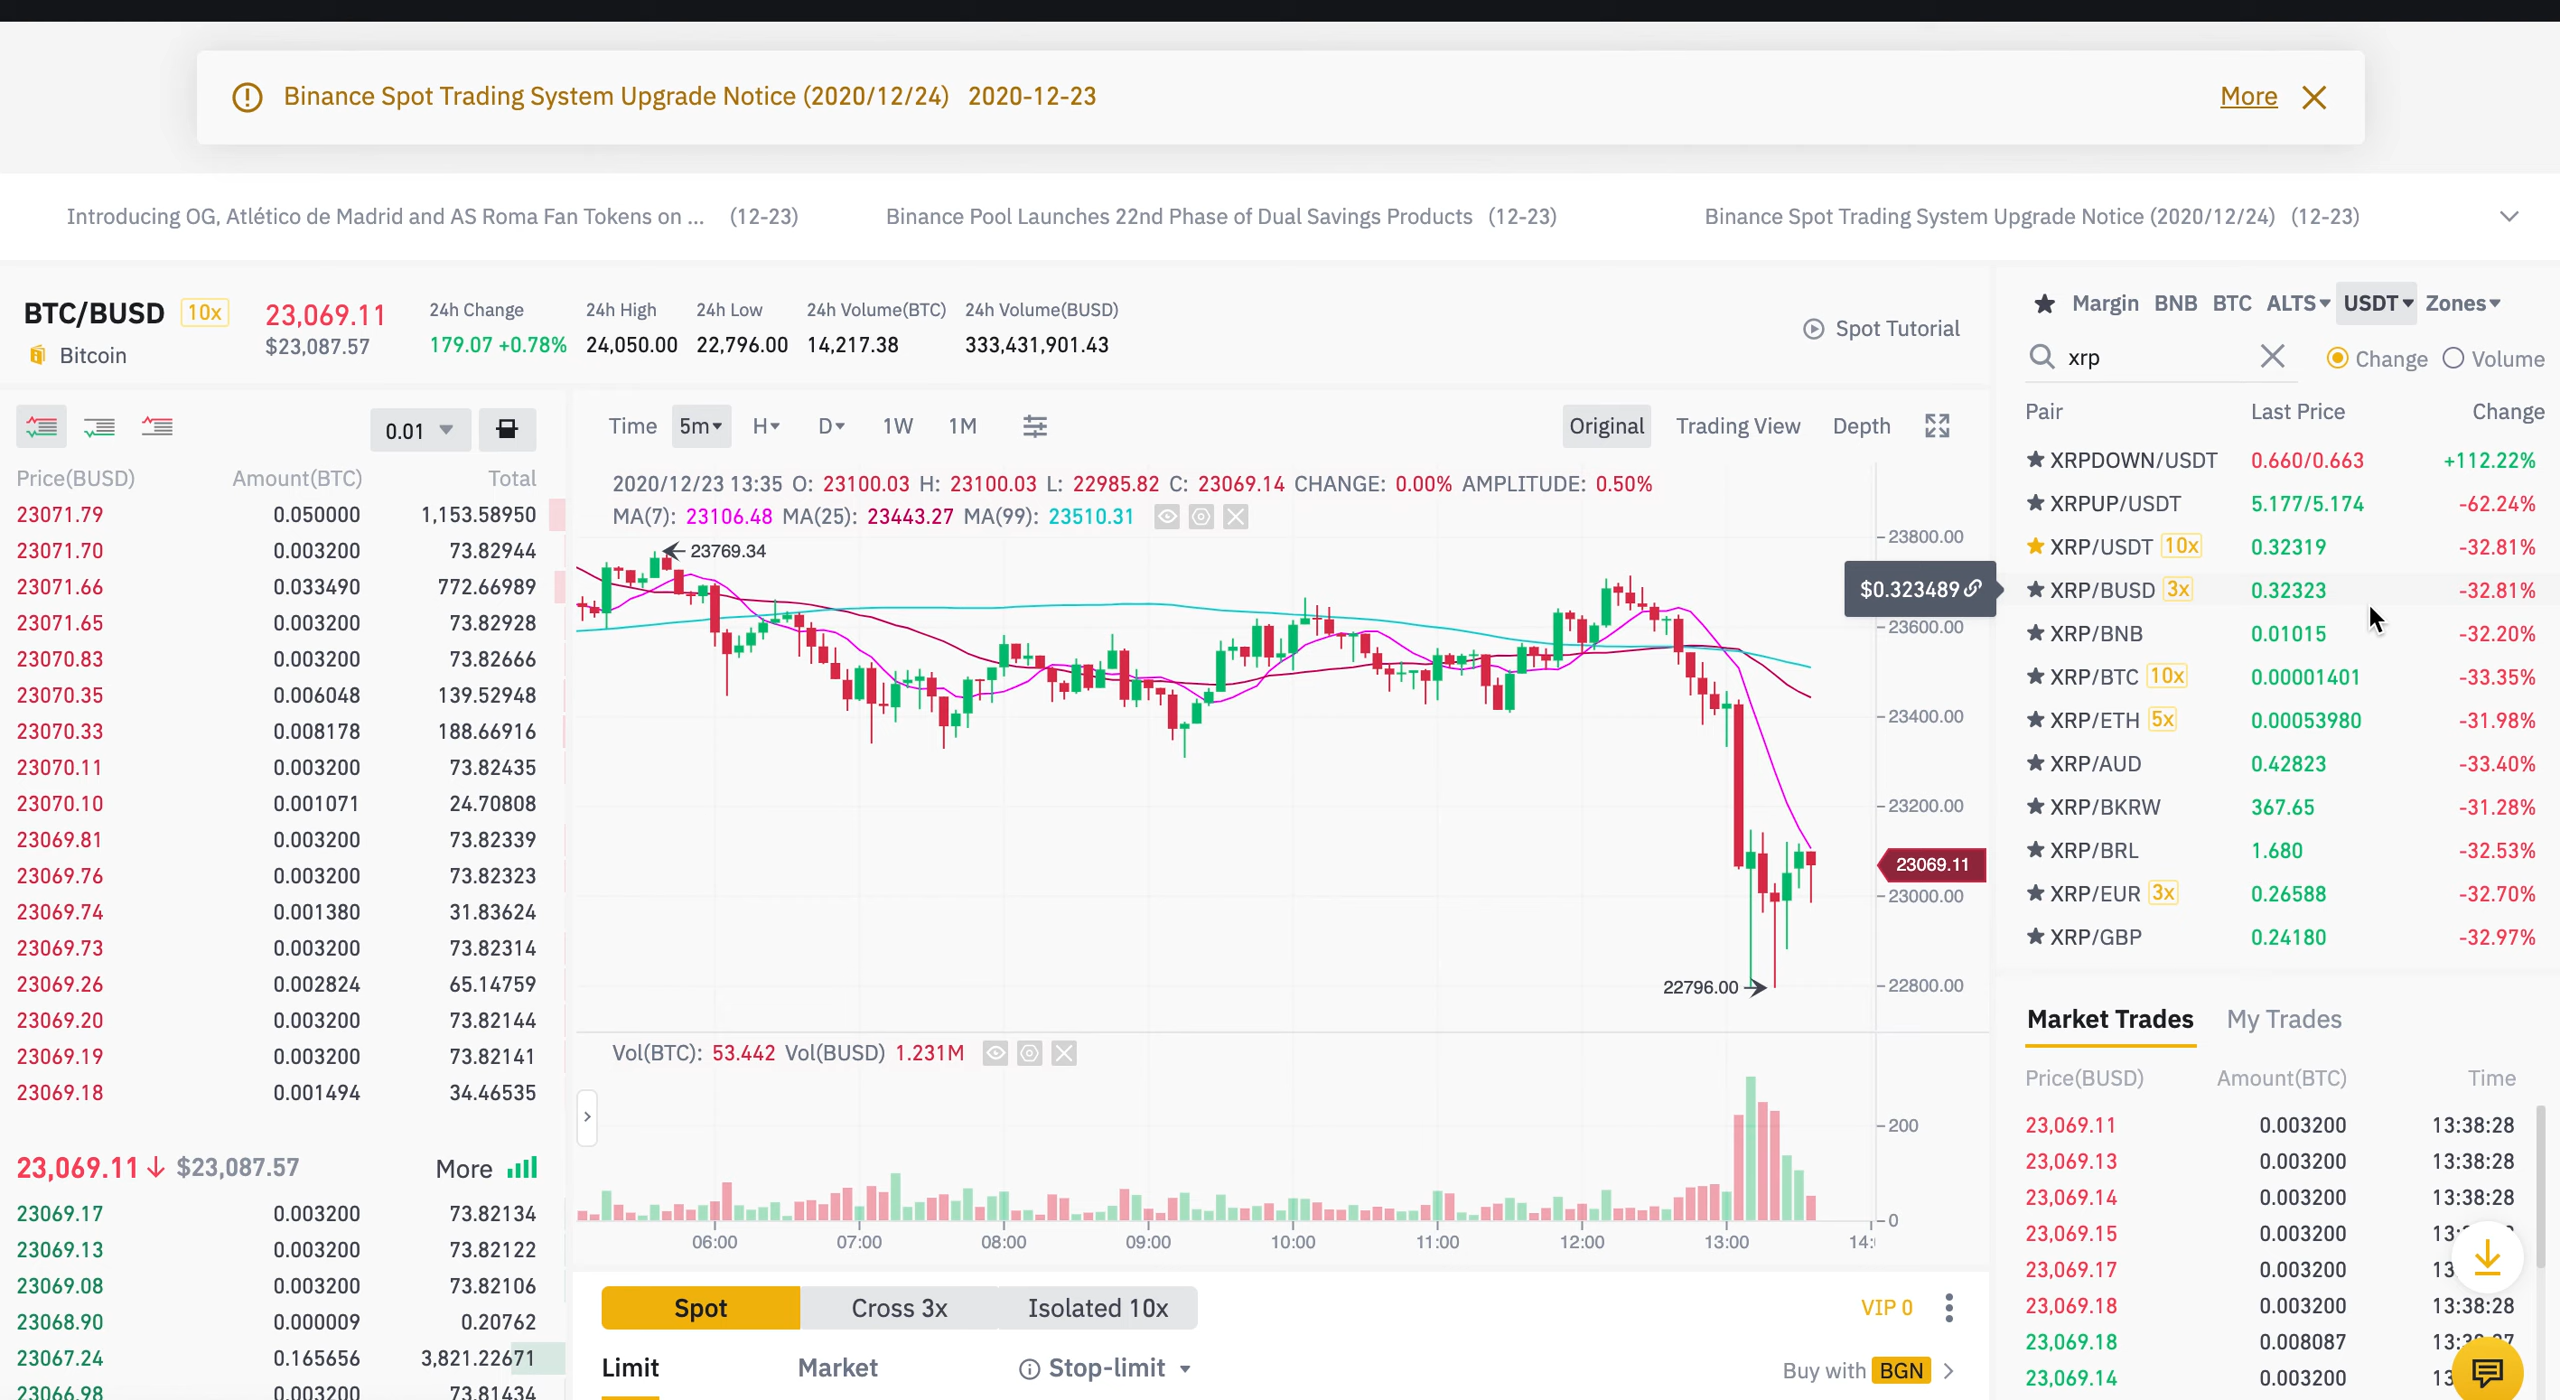 Binance Spot Trading System Upgrade Notice (2020/12/24) 2020-12-23 More
Introducing OG, Atlético de Madrid and AS Roma Fan Tokens on ... (12-23) Binance Pool Launches 22nd Phase of Dual Savings Products (12-23) Binance Spot Trading System Upgrade Notice (2020/12/24) (12-23)
BTC/BUSD 10x
Bitcoin
23,069.11
$23,087.57
24h Change
179.07 +0.78%
24h High
24,050.00
24h Low
22,796.00
24h Volume(BTC)
14,217.38
24h Volume(BUSD)
333,431,901.43
Spot Tutorial
0.01
Price(BUSD) Amount(BTC) Total
23071.79 0.050000 1,153.58950
23071.70 0.003200 73.82944
23071.66 0.033490 772.66989
23071.65 0.003200 73.82928
23070.83 0.003200 73.82666
23070.35 0.006048 139.52948
23070.33 0.008178 188.66916
23070.11 0.003200 73.82435
23070.10 0.001071 24.70808
23069.81 0.003200 73.82339
23069.76 0.003200 73.82323
23069.74 0.001380 31.83624
23069.73 0.003200 73.82314
23069.26 0.002824 65.14759
23069.20 0.003200 73.82144
23069.19 0.003200 73.82141
23069.18 0.001494 34.46535
23,069.11 $23,087.57 More
23069.17 0.003200 73.82134
23069.13 0.003200 73.82122
23069.08 0.003200 73.82106
23068.90 0.000009 0.20762
23067.24 0.165656 3,821.22671
23066.98 0.003200 73.81434
Time 5m H D 1W 1M Original Trading View Depth
2020/12/23 13:35 O: 23100.03 H: 23100.03 L: 22985.82 C: 23069.14 CHANGE: 0.00% AMPLITUDE: 0.50%
MA(7): 23106.48 MA(25): 23443.27 MA(99): 23510.31
23769.34
23800.00
23600.00
23400.00
23200.00
23069.11
23000.00
22796.00
22800.00
Vol(BTC): 53.442 Vol(BUSD) 1.231M
200
0
06:00 07:00 08:00 09:00 10:00 11:00 12:00 13:00 14:
Spot Cross 3x Isolated 10x VIP 0
Limit Market Stop-limit Buy with BGN
Margin BNB BTC ALTS USDT Zones
xrp Change Volume
Pair Last Price Change
XRPDOWN/USDT 0.660/0.663 +112.22%
XRPUP/USDT 5.177/5.174 -62.24%
XRP/USDT 10x 0.32319 -32.81%
$0.323489
XRP/BUSD 3x 0.32323 -32.81%
XRP/BNB 0.01015 -32.20%
XRP/BTC 10x 0.00001401 -33.35%
XRP/ETH 5x 0.00053980 -31.98%
XRP/AUD 0.42823 -33.40%
XRP/BKRW 367.65 -31.28%
XRP/BRL 1.680 -32.53%
XRP/EUR 3x 0.26588 -32.70%
XRP/GBP 0.24180 -32.97%
Market Trades My Trades
Price(BUSD) Amount(BTC) Time
23,069.11 0.003200 13:38:28
23,069.13 0.003200 13:38:28
23,069.14 0.003200 13:38:28
23,069.15 0.003200
23,069.17 0.003200
23,069.18 0.003200 13:38:28
23,069.18 0.008087
23,069.14 0.003200